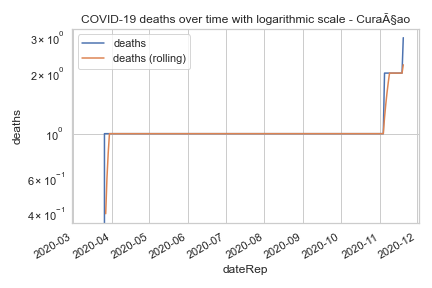 COVID-19 deaths over time with logarithmic scale - CuraÃ§ao
3 × 10⁰
2 × 10⁰
10⁰
6 × 10⁻¹
4 × 10⁻¹
deaths
deaths
deaths (rolling)
2020-03
2020-04
2020-05
2020-06
2020-07
2020-08
2020-09
2020-10
2020-11
2020-12
dateRep